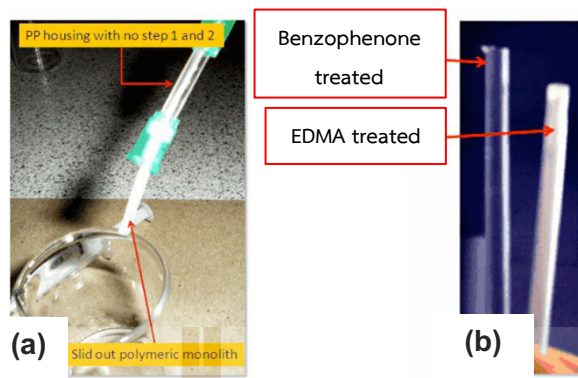 PP housing with no step 1 and 2
Benzophenone
treated
EDMA treated
(a)
Slid out polymeric monolith
(b)